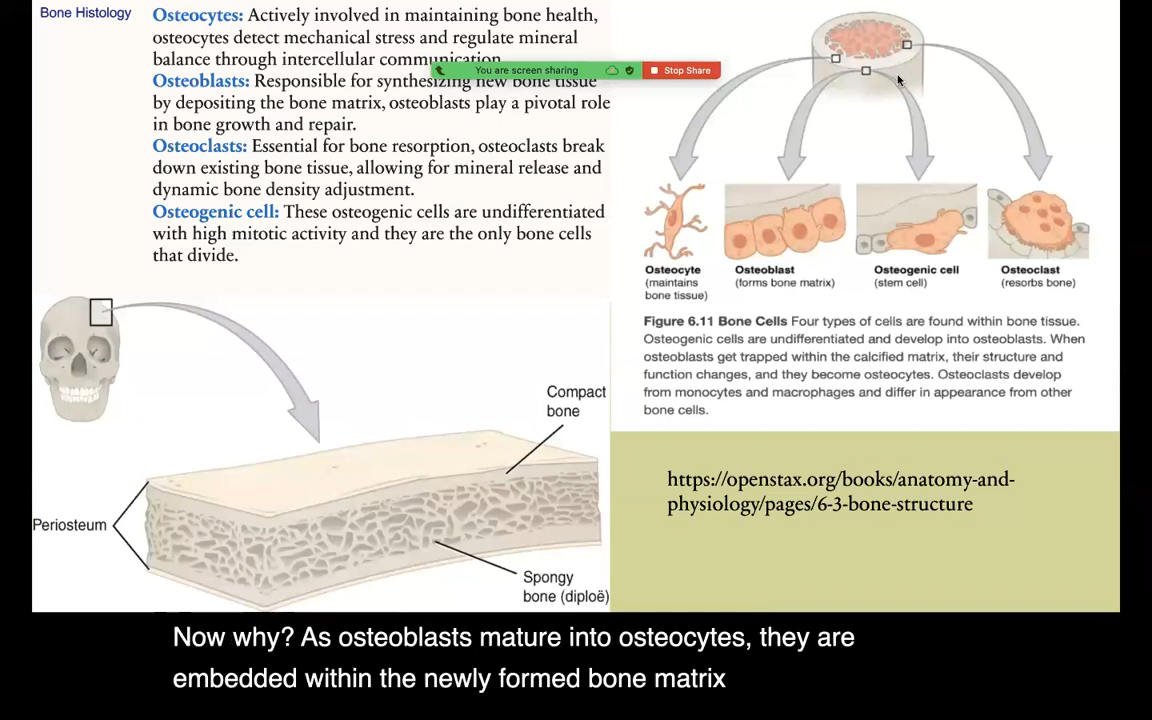 Bone Histology
Osteocytes: Actively involved in maintaining bone health,
osteocytes detect mechanical stress and regulate mineral
balance through intercellular communication.
You are screen sharing
Stop Share
Osteoblasts: Responsible for synthesizing new bone tissue
by depositing the bone matrix, osteoblasts play a pivotal role
in bone growth and repair.
Osteoclasts: Essential for bone resorption, osteoclasts break
down existing bone tissue, allowing for mineral release and
dynamic bone density adjustment.
Osteogenic cell: These osteogenic cells are undifferentiated
with high mitotic activity and they are the only bone cells
that divide.
Compact
bone
Periosteum
Spongy
bone (diploë)
Osteocyte
(maintains
bone tissue)
Osteoblast
(forms bone matrix)
Osteogenic cell
(stem cell)
Osteoclast
(resorbs bone)
Figure 6.11 Bone Cells Four types of cells are found within bone tissue.
Osteogenic cells are undifferentiated and develop into osteoblasts. When
osteoblasts get trapped within the calcified matrix, their structure and
function changes, and they become osteocytes. Osteoclasts develop
from monocytes and macrophages and differ in appearance from other
bone cells.
https://openstax.org/books/anatomy-and-
physiology/pages/6-3-bone-structure
Now why? As osteoblasts mature into osteocytes, they are
embedded within the newly formed bone matrix